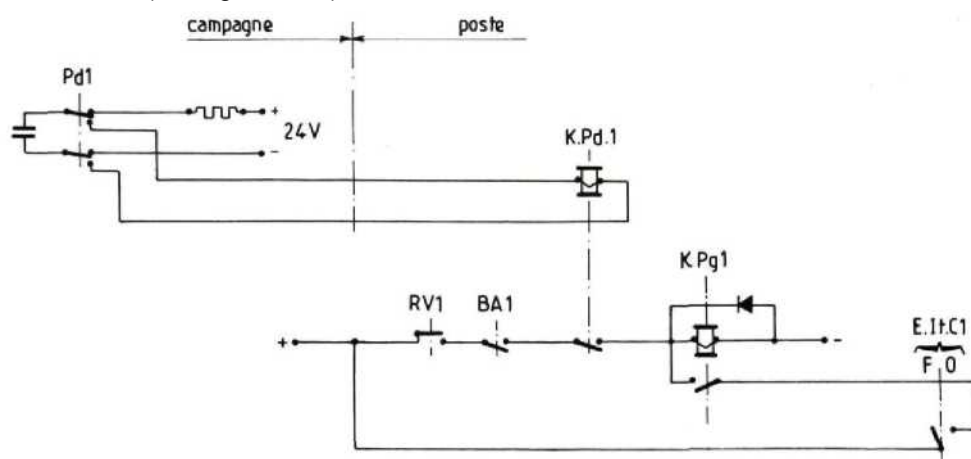 campagne
poste
Pd1
+
24V
-
K.Pd.1
K.Pg1
RV1
BA1
E.It.C1
+
-
F O